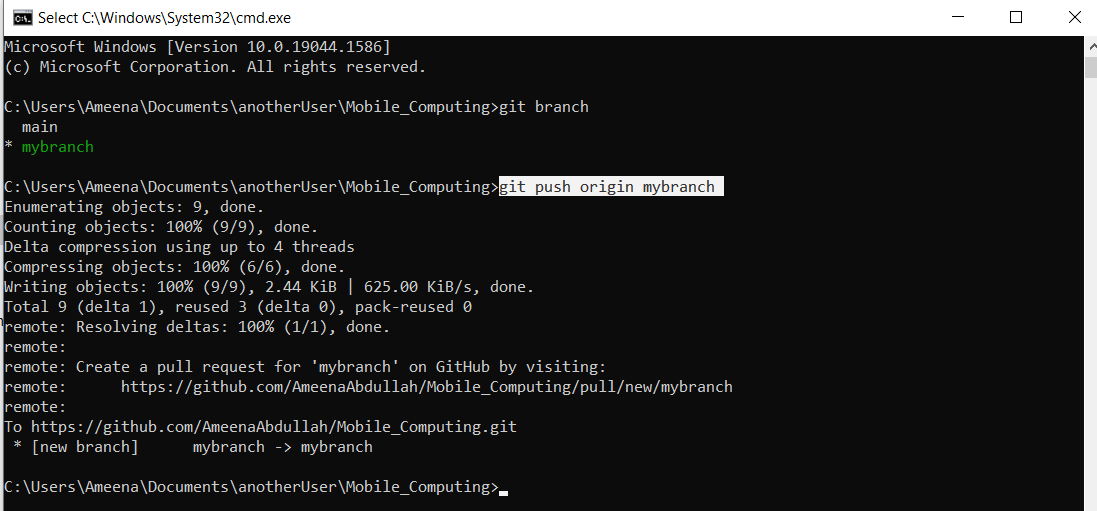 Select C:\Windows\System32\cmd.exe
Microsoft Windows [Version 10.0.19044.1586]
(c) Microsoft Corporation. All rights reserved.
C:\Users\Ameena\Documents\anotherUser\Mobile_Computing>git branch
  main
* mybranch
C:\Users\Ameena\Documents\anotherUser\Mobile_Computing>git push origin mybranch
Enumerating objects: 9, done.
Counting objects: 100% (9/9), done.
Delta compression using up to 4 threads
Compressing objects: 100% (6/6), done.
Writing objects: 100% (9/9), 2.44 KiB | 625.00 KiB/s, done.
Total 9 (delta 1), reused 3 (delta 0), pack-reused 0
remote: Resolving deltas: 100% (1/1), done.
remote:
remote: Create a pull request for 'mybranch' on GitHub by visiting:
remote:      https://github.com/AmeenaAbdullah/Mobile_Computing/pull/new/mybranch
remote:
To https://github.com/AmeenaAbdullah/Mobile_Computing.git
 * [new branch]      mybranch -> mybranch
C:\Users\Ameena\Documents\anotherUser\Mobile_Computing>